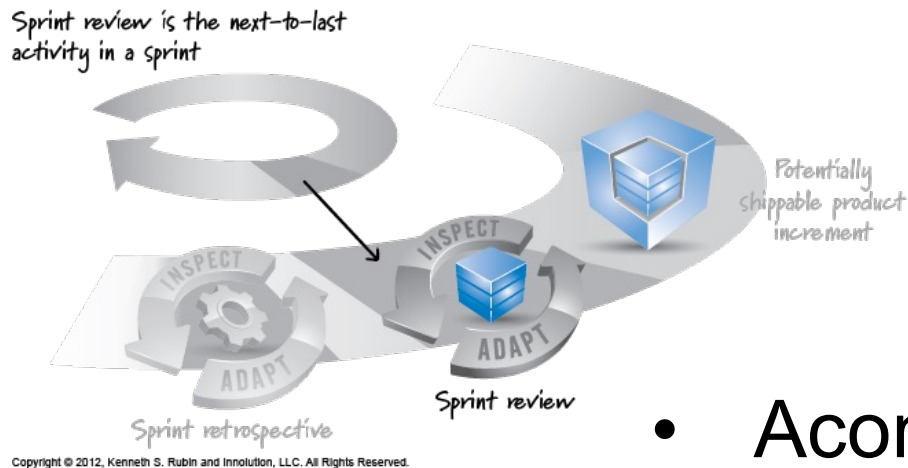 Sprint review is the next-to-last
activity in a sprint
Potentially
shippable product
increment
INSPECT
ADAPT
INSPECT
ADAPT
Sprint review
Sprint retrospective
Copyright © 2012, Kenneth S. Rubin and Innolution, LLC. All Rights Reserved.